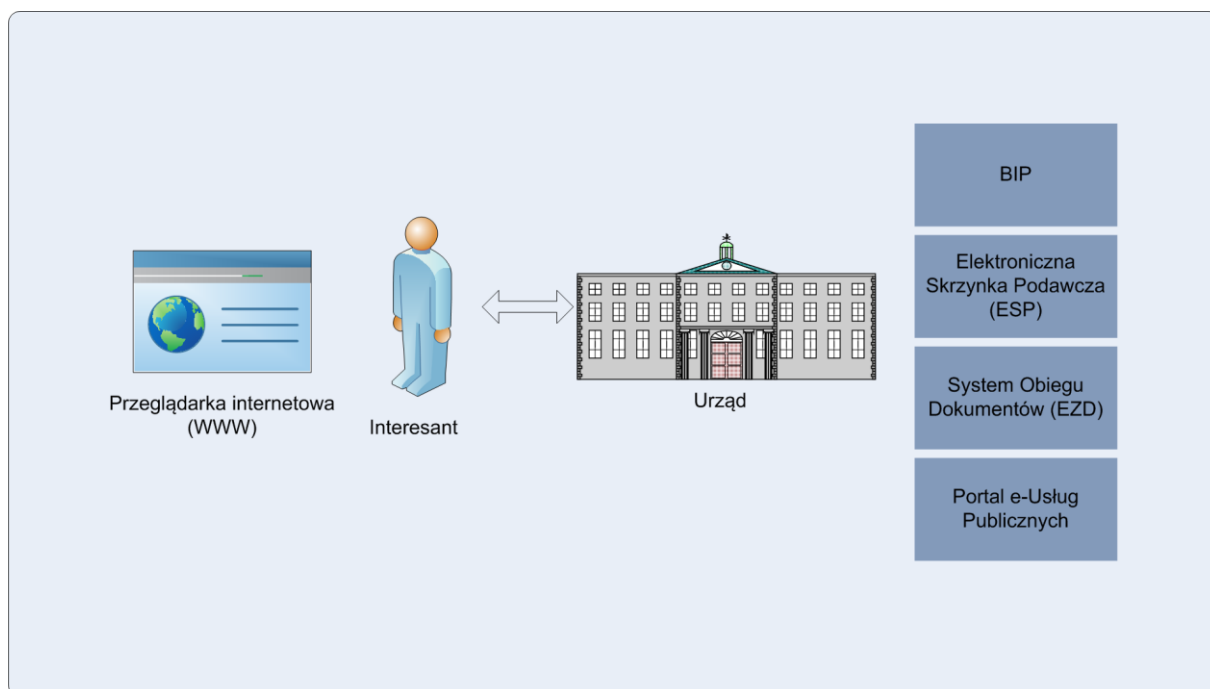 Przeglądarka internetowa
(WWW)
Interesant
Urząd
BIP
Elektroniczna
Skrzynka Podawcza
(ESP)
System Obiegu
Dokumentów (EZD)
Portal e-Usług
Publicznych